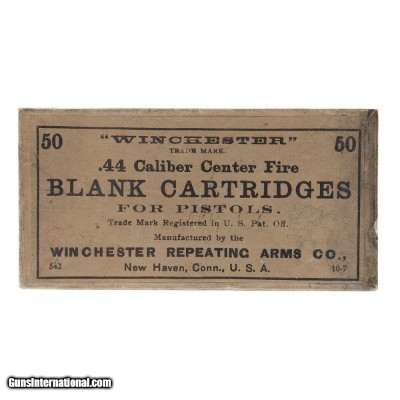 50 "WINCHESTER" 50
TRADE MARK.
.44 Caliber Center Fire
BLANK CARTRIDGES
FOR PISTOLS.
Trade Mark Registered in U. S. Pat. Off.
Manufactured by the
WINCHESTER REPEATING ARMS CO.,
542 New Haven, Conn., U. S. A. 10-7
GunsInternational.com